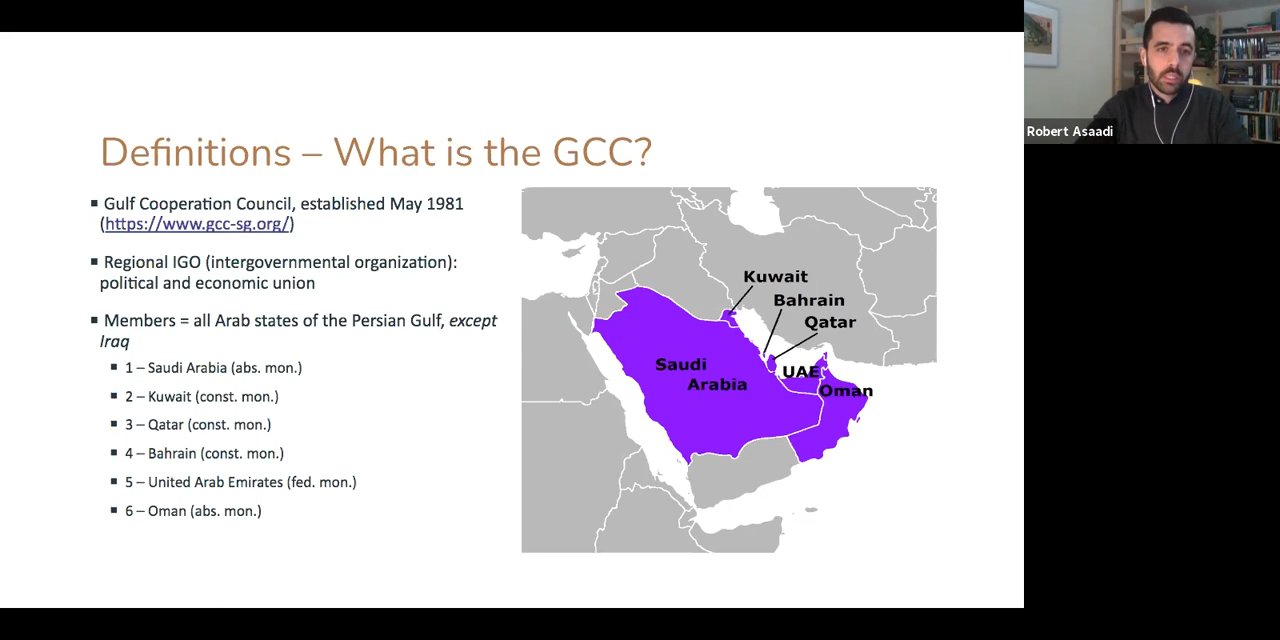 Definitions – What is the GCC?
▪ Gulf Cooperation Council, established May 1981
(https://www.gcc-sg.org/)
▪ Regional IGO (intergovernmental organization):
political and economic union
▪ Members = all Arab states of the Persian Gulf, except
Iraq
▪ 1 – Saudi Arabia (abs. mon.)
▪ 2 – Kuwait (const. mon.)
▪ 3 – Qatar (const. mon.)
▪ 4 – Bahrain (const. mon.)
▪ 5 – United Arab Emirates (fed. mon.)
▪ 6 – Oman (abs. mon.)
Kuwait
Bahrain
Qatar
Saudi
Arabia
UAE
Oman
Robert Asaadi